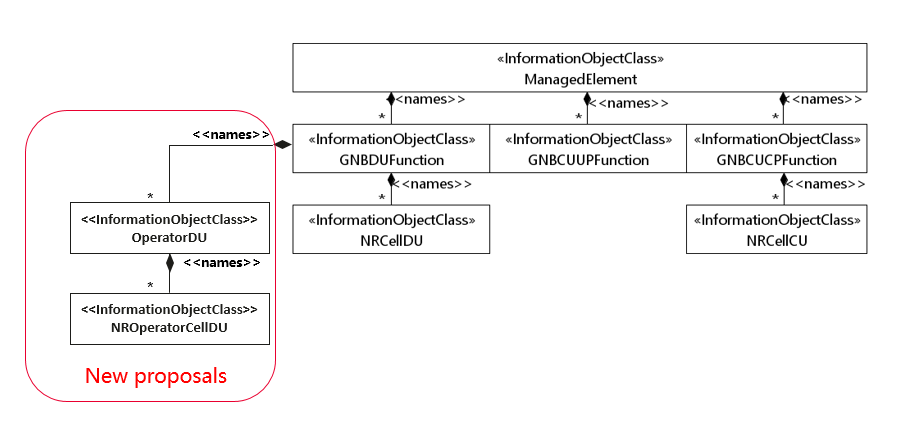 «InformationObjectClass»
ManagedElement
<<names>>
<<names>>
<<names>>
*
*
*
<<names>>
«InformationObjectClass»
GNBDUFunction
«InformationObjectClass»
GNBCUUPFunction
«InformationObjectClass»
GNBCUCPFunction
<<names>>
<<names>>
*
*
*
<<InformationObjectClass>>
OperatorDU
«InformationObjectClass»
NRCellDU
«InformationObjectClass»
NRCellCU
<<names>>
*
<<InformationObjectClass>>
NROperatorCellDU
New proposals